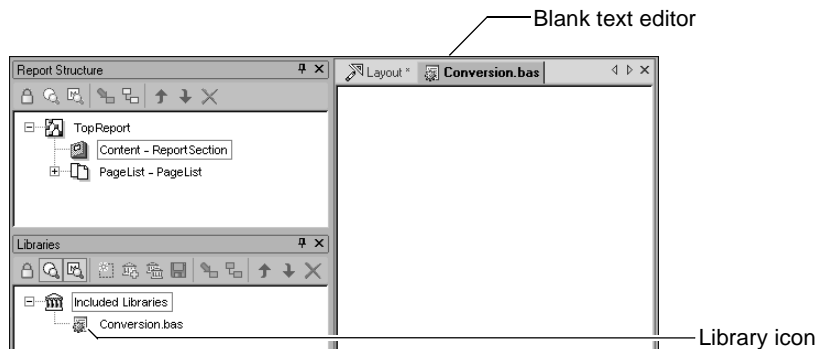 Blank text editor
Report Structure
Layout * Conversion.bas
TopReport
Content - ReportSection
PageList - PageList
Libraries
Included Libraries
Conversion.bas
Library icon